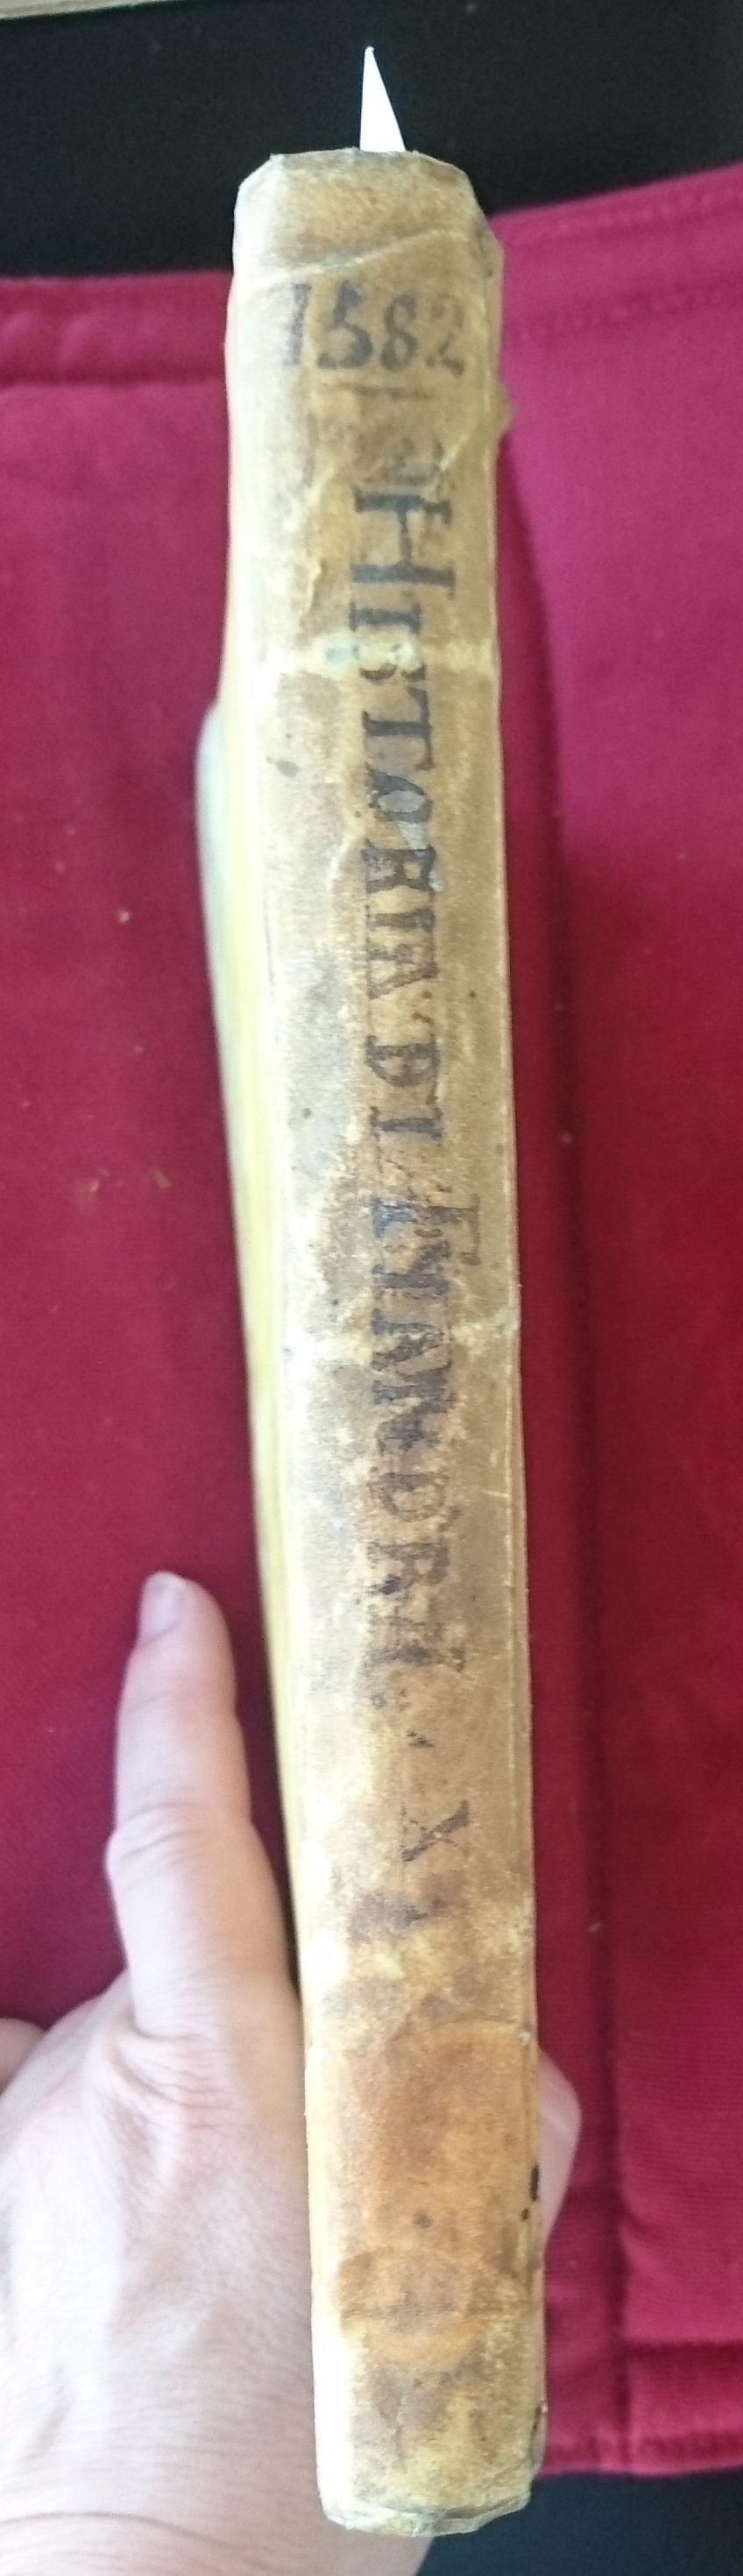 1582
HISTORIA DI FIANDRA. X